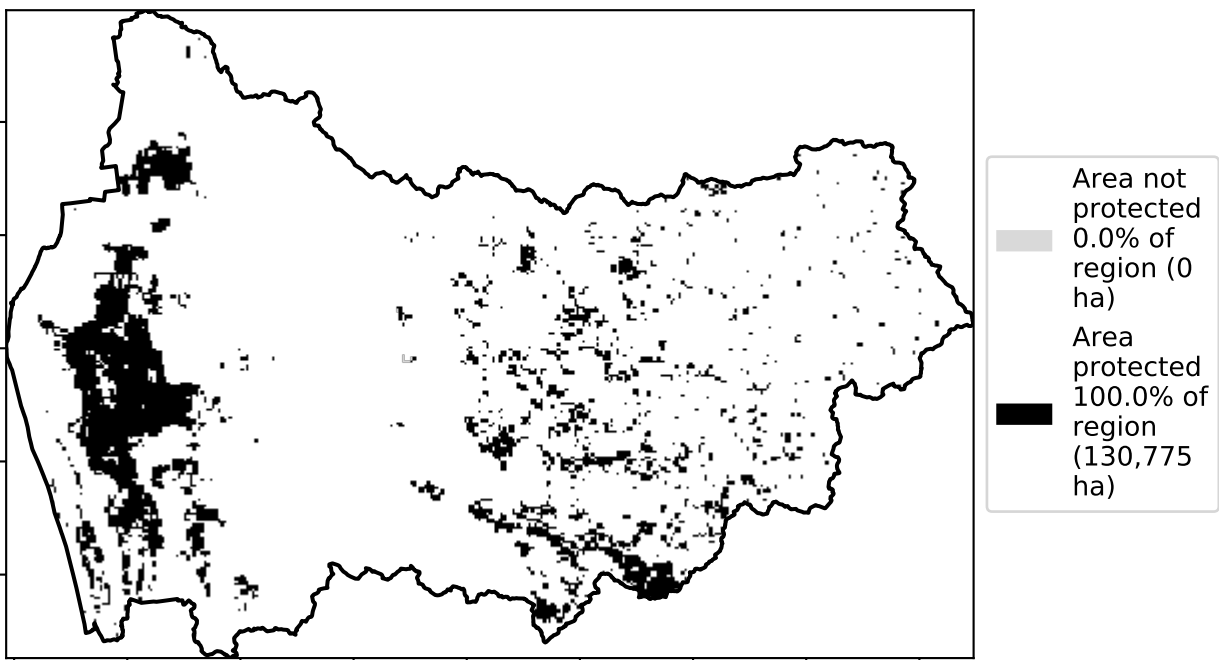 Area not
protected
0.0% of
region (0
ha)
Area
protected
100.0% of
region
(130,775
ha)